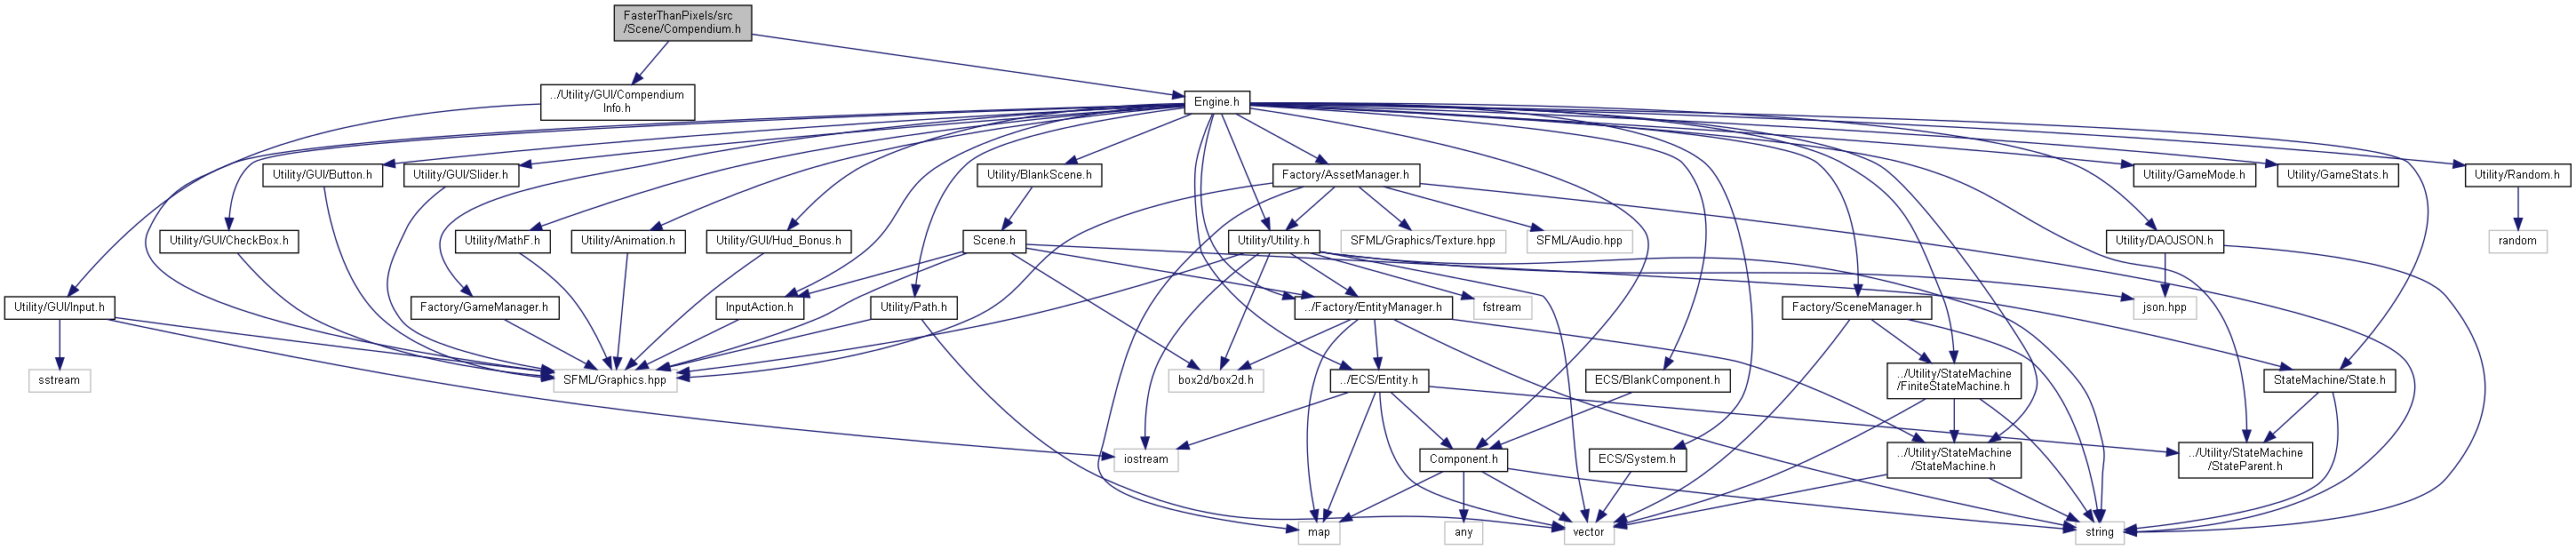 FasterThanPixels/src
/Scene/Compendium.h
../Utility/GUI/Compendium
Info.h
Engine.h
Utility/GUI/Button.h
Utility/GUI/Slider.h
Utility/BlankScene.h
Factory/AssetManager.h
Utility/GameMode.h
Utility/GameStats.h
Utility/Random.h
Utility/GUI/CheckBox.h
Utility/MathF.h
Utility/Animation.h
Utility/GUI/Hud_Bonus.h
Scene.h
Utility/Utility.h
SFML/Graphics/Texture.hpp
SFML/Audio.hpp
Utility/DAOJSON.h
random
Utility/GUI/Input.h
Factory/GameManager.h
InputAction.h
Utility/Path.h
../Factory/EntityManager.h
fstream
Factory/SceneManager.h
json.hpp
sstream
SFML/Graphics.hpp
box2d/box2d.h
../ECS/Entity.h
ECS/BlankComponent.h
../Utility/StateMachine
/FiniteStateMachine.h
StateMachine/State.h
iostream
Component.h
ECS/System.h
../Utility/StateMachine
/StateMachine.h
../Utility/StateMachine
/StateParent.h
map
any
vector
string